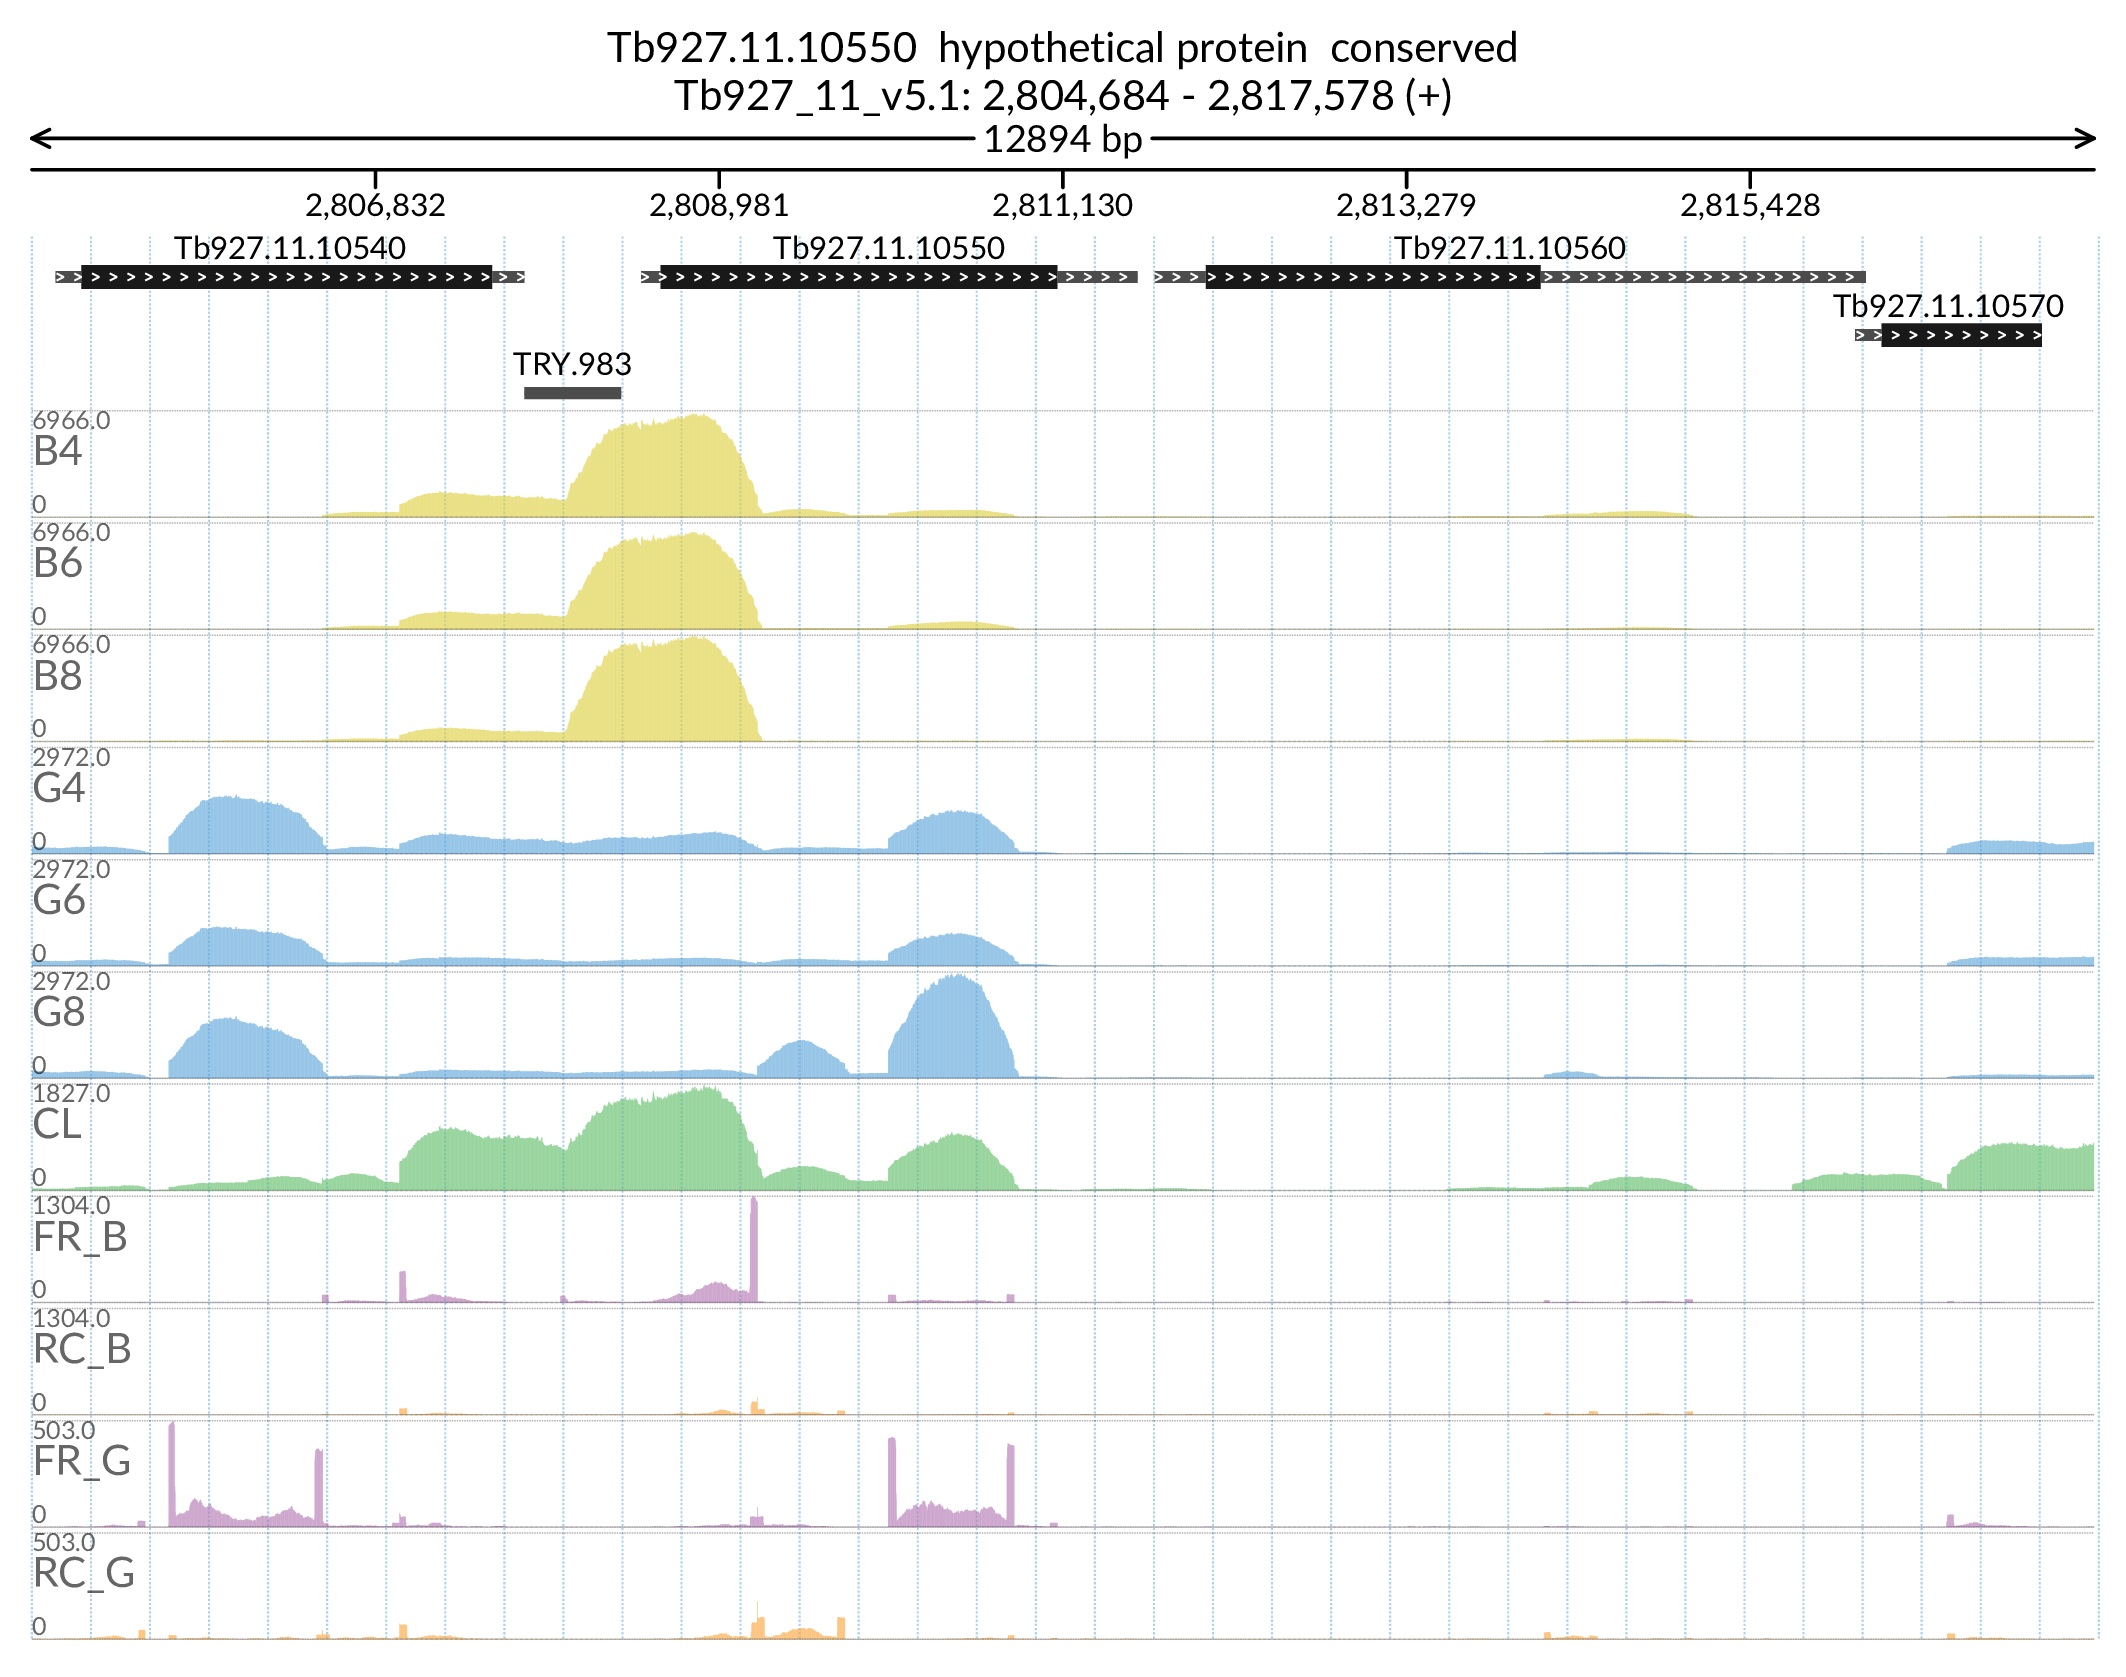 Tb927.11.10550 hypothetical protein conserved
Tb927_11_v5.1: 2,804,684 - 2,817,578 (+)
12894 bp
2,806,832 2,808,981 2,811,130 2,813,279 2,815,428
Tb927.11.10540 Tb927.11.10550 Tb927.11.10560
Tb927.11.10570
TRY.983
6966.0
B4
0
6966.0
B6
0
6966.0
B8
0
2972.0
G4
0
2972.0
G6
0
2972.0
G8
0
1827.0
CL
0
1304.0
FR_B
0
1304.0
RC_B
0
503.0
FR_G
0
503.0
RC_G
0